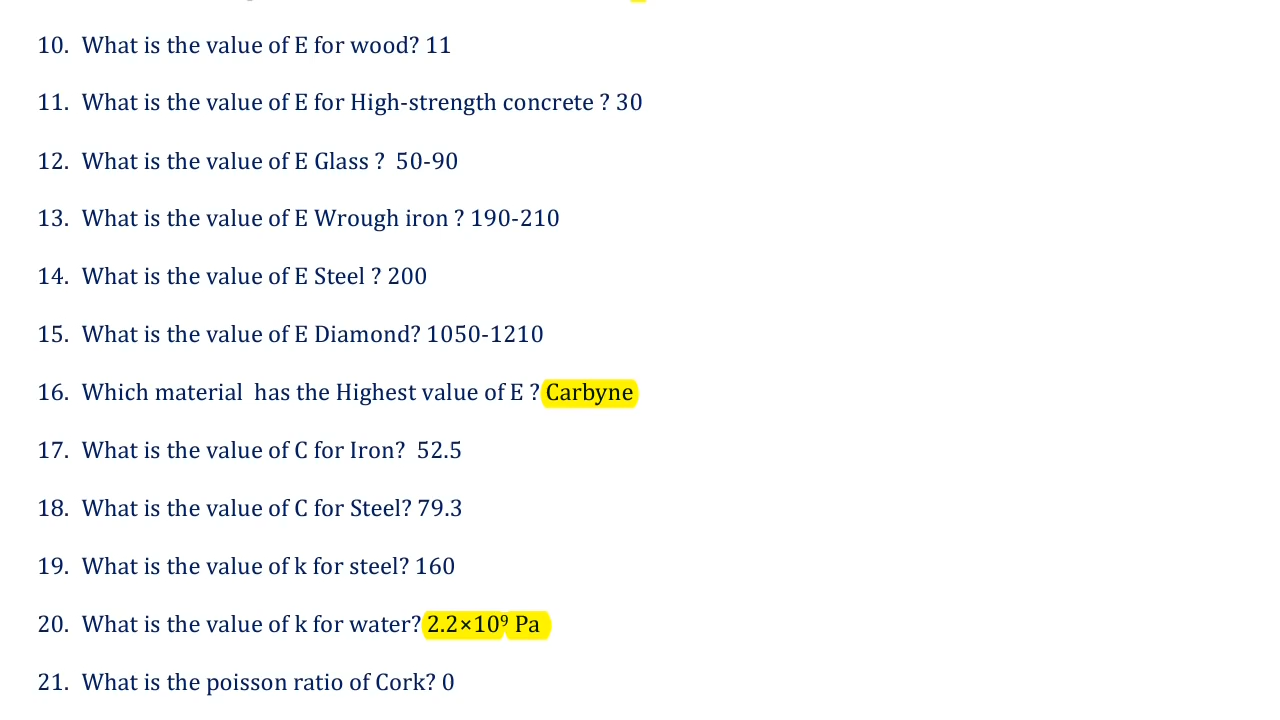 10. What is the value of E for wood? 11
11. What is the value of E for High-strength concrete ? 30
12. What is the value of E Glass ? 50-90
13. What is the value of E Wrough iron ? 190-210
14. What is the value of E Steel ? 200
15. What is the value of E Diamond? 1050-1210
16. Which material has the Highest value of E ? Carbyne
17. What is the value of C for Iron? 52.5
18. What is the value of C for Steel? 79.3
19. What is the value of k for steel? 160
20. What is the value of k for water? 2.2×10⁹ Pa
21. What is the poisson ratio of Cork? 0